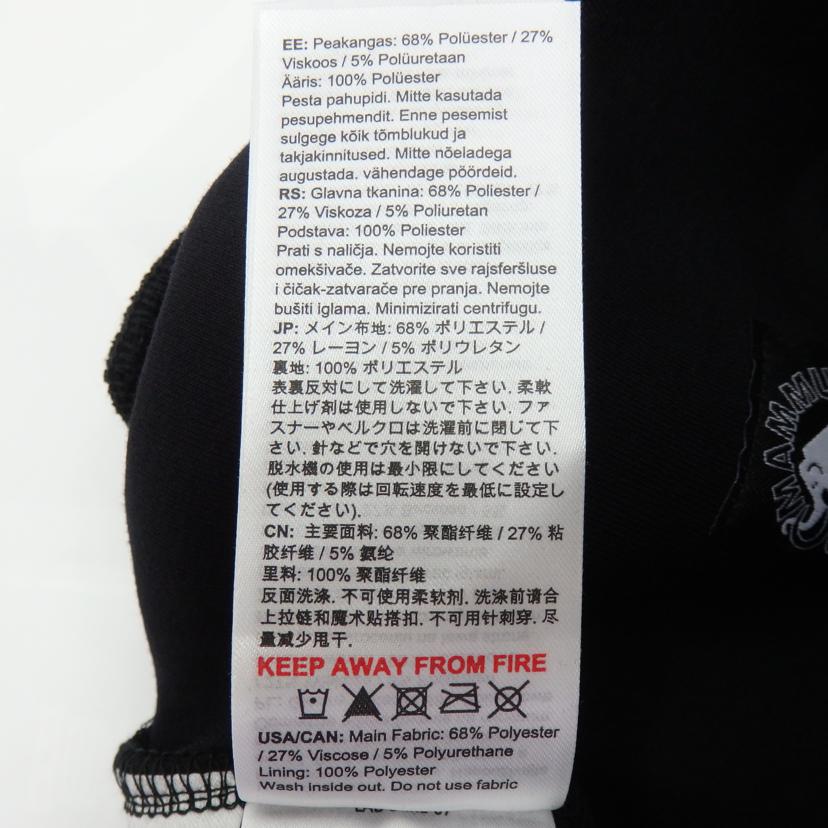 EE: Peakangas: 68% Polüester / 27%
Viskoos / 5% Polüuretaan
Ääris: 100% Polüester
Pesta pahupidi. Mitte kasutada
pesupehmendit. Enne pesemist
sulgege kõik tõmblukud ja
takjakinnitused. Mitte nõeladega
augustada. vähendage pöördeid.
RS: Glavna tkanina: 68% Poliester /
27% Viskoza / 5% Poliuretan
Podstava: 100% Poliester
Prati s naličja. Nemojte koristiti
omekšivače. Zatvorite sve rajsferšluse
i čičak-zatvarače pre pranja. Nemojte
bušiti iglama. Minimizirati centrifugu.
JP: メイン布地: 68% ポリエステル /
27% レーヨン / 5% ポリウレタン
裏地: 100% ポリエステル
表裏反対にして洗濯して下さい. 柔軟
仕上げ剤は使用しないで下さい. ファ
スナーやベルクロは洗濯前に閉じて下
さい. 針などで穴を開けないで下さい.
脱水機の使用は最小限にしてください
(使用する際は回転速度を最低に設定し
てください).
CN: 主要面料: 68% 聚酯纤维 / 27% 粘
胶纤维 / 5% 氨纶
里料: 100% 聚酯纤维
反面洗涤. 不可使用柔软剂. 洗涤前请合
上拉链和魔术贴搭扣. 不可用针刺穿. 尽
量减少甩干.
KEEP AWAY FROM FIRE
USA/CAN: Main Fabric: 68% Polyester
/ 27% Viscose / 5% Polyurethane
Lining: 100% Polyester
Wash inside out. Do not use fabric